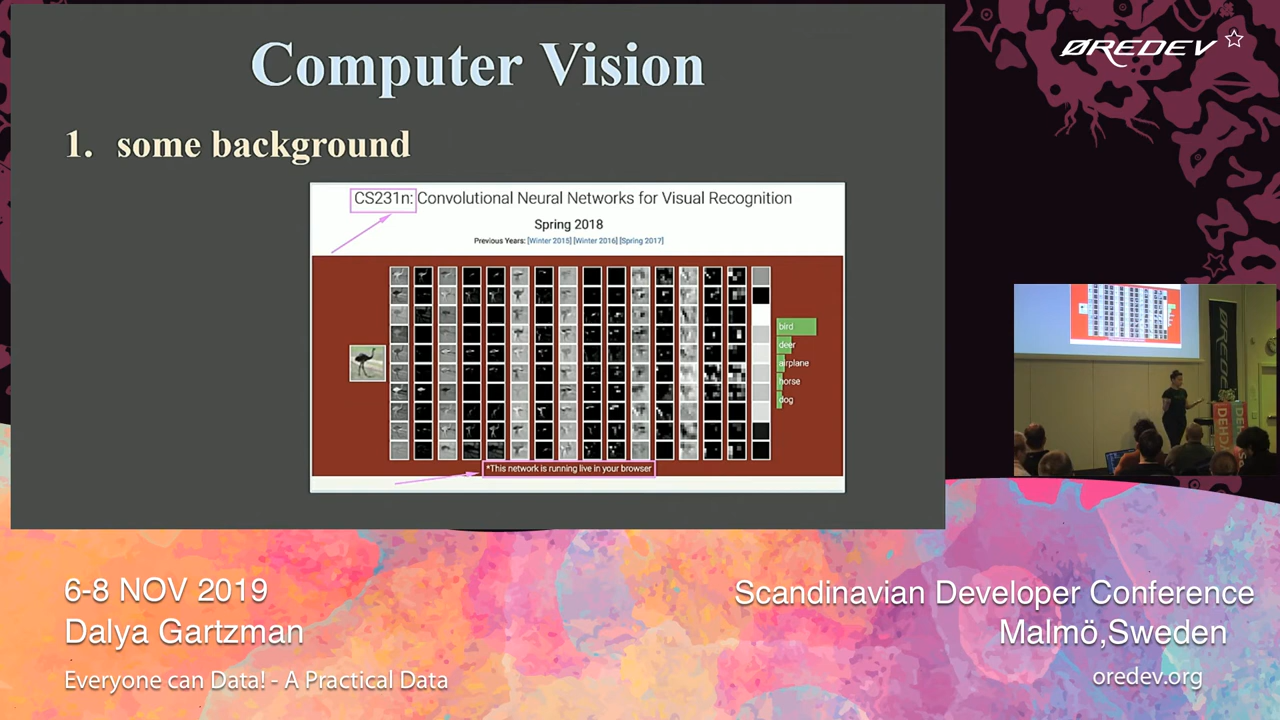 Computer Vision
1. some background
CS231n: Convolutional Neural Networks for Visual Recognition
Spring 2018
Previous Years: [Winter 2015] [Winter 2016] [Spring 2017]
bird
deer
airplane
horse
dog
*This network is running live in your browser
ØREDEV
6-8 NOV 2019
Dalya Gartzman
Everyone can Data! - A Practical Data
Scandinavian Developer Conference
Malmö,Sweden
oredev.org